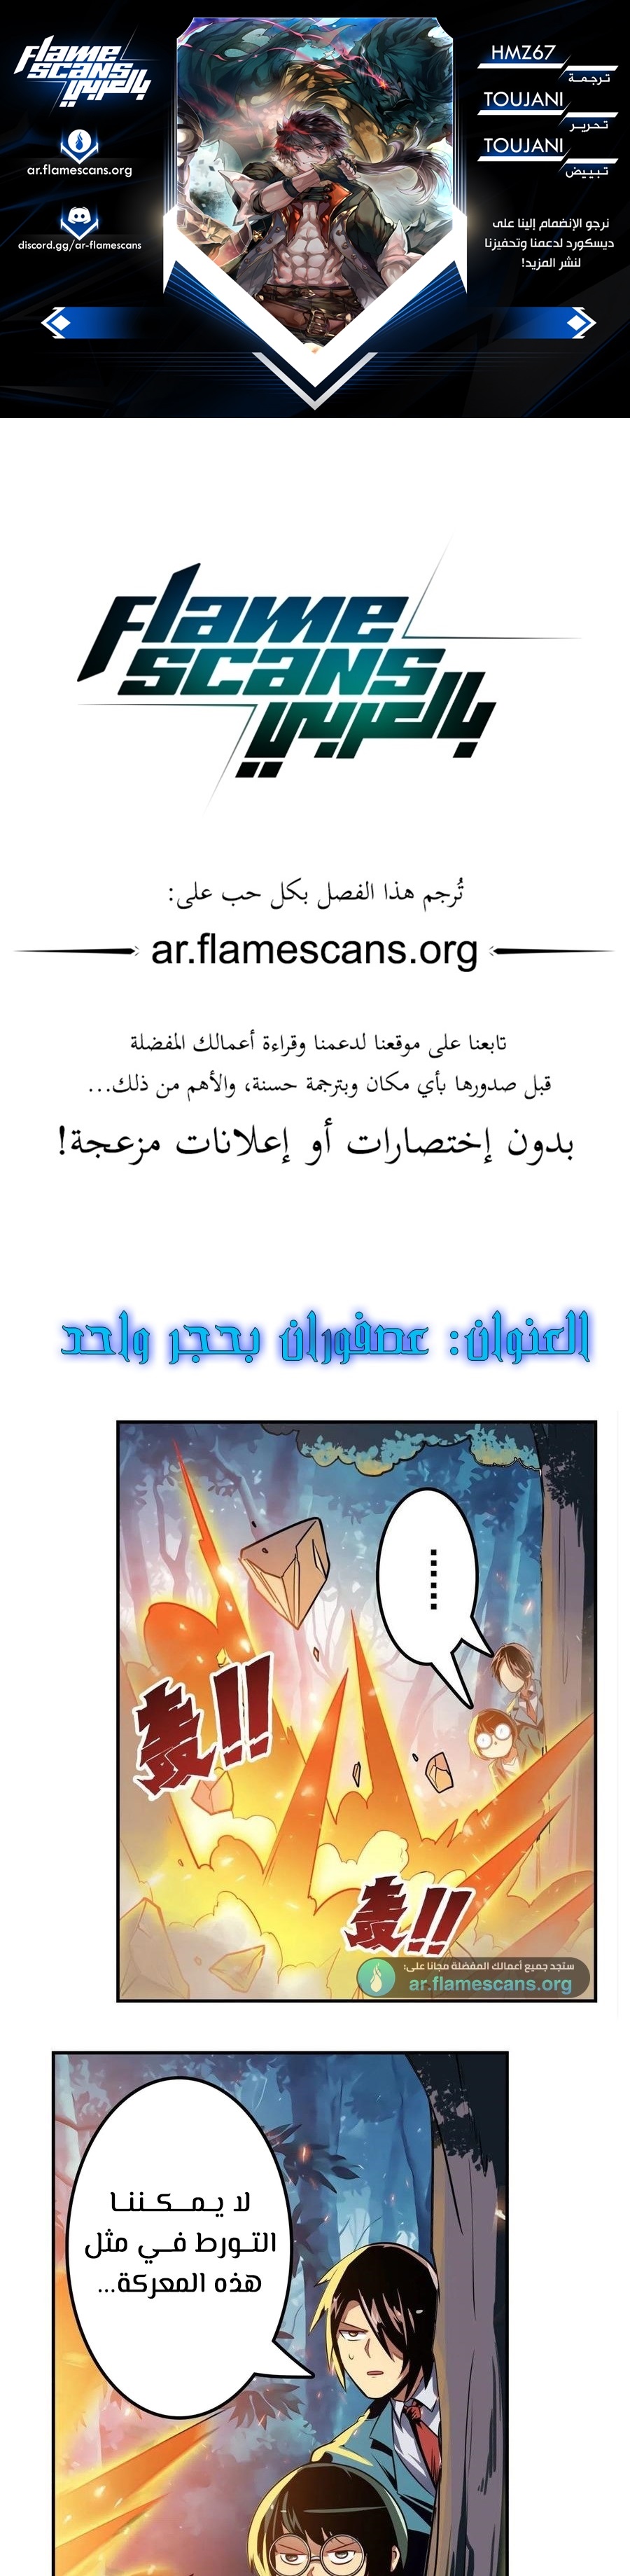 Flame
scans
بالعربي
ar.flamescans.org
discord.gg/ar-flamescans
HMZ67
ترجمة
TOUJANI
تحرير
TOUJANI
تبييض
نرجو الإنضمام إلينا على
ديسكورد لدعمنا وتحفيزنا
لنشر المزيد!
Flame
scans
بالعربي
تُرجم هذا الفصل بكل حب على:
ar.flamescans.org
تابعنا على موقعنا لدعمنا وقراءة أعمالك المفضلة
قبل صدورها بأي مكان وبترجمة حسنة، والأهم من ذلك...
بدون إختصارات أو إعلانات مزعجة!
العنوان: عصفوران بحجر واحد
......
轰!!
轰!!
ستجد جميع أعمالك المفضلة مجانا على:
ar.flamescans.org
لا يمكننا
التورط في مثل
هذه المعركة...